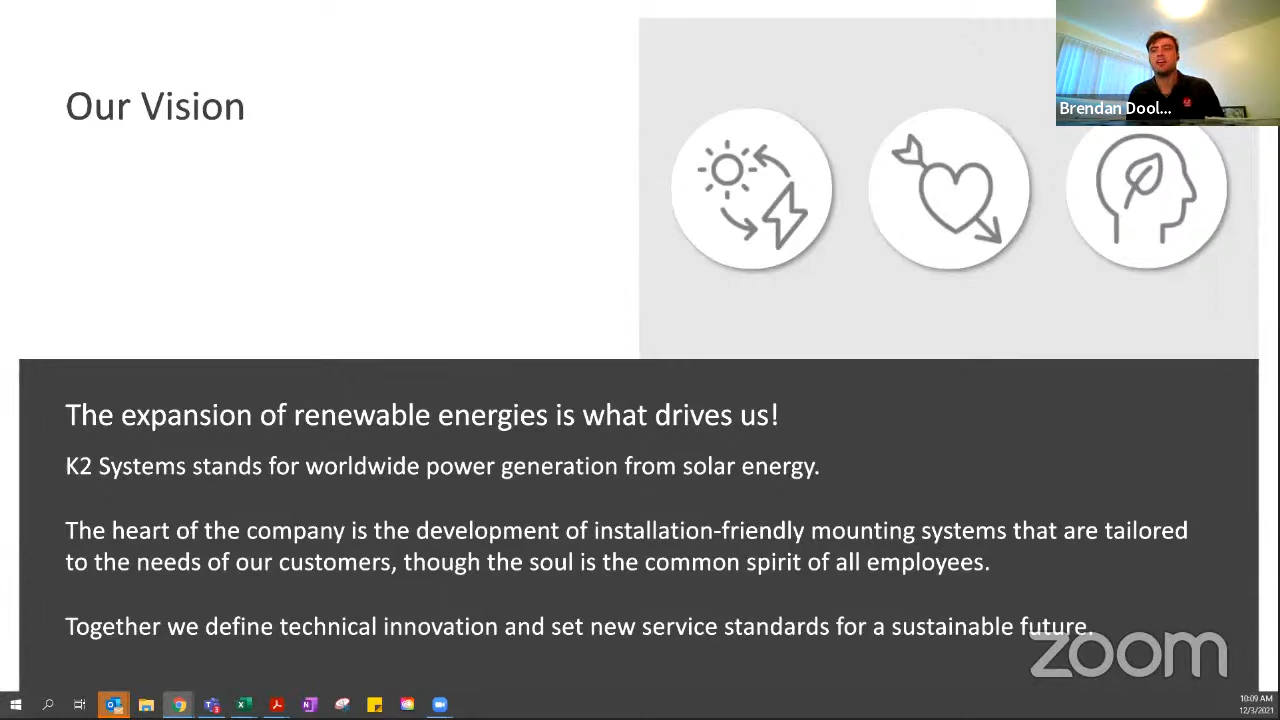 Our Vision
Brendan Dool...
The expansion of renewable energies is what drives us!
K2 Systems stands for worldwide power generation from solar energy.
The heart of the company is the development of installation-friendly mounting systems that are tailored
to the needs of our customers, though the soul is the common spirit of all employees.
Together we define technical innovation and set new service standards for a sustainable future.
zoom
10:09 AM
12/3/2021